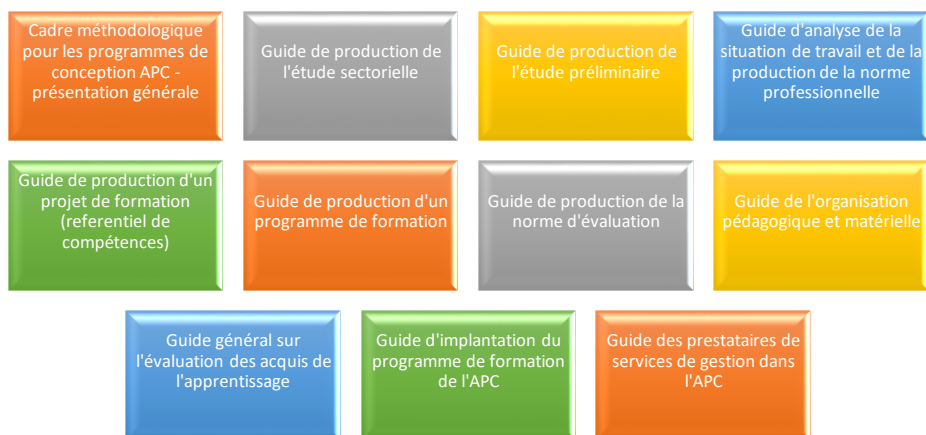 Cadre méthodologique
pour les programmes de
conception APC -
présentation générale
Guide de production de
l'étude sectorielle
Guide de production de
l'étude préliminaire
Guide d'analyse de la
situation de travail et de la
production de la norme
professionnelle
Guide de production d'un
projet de formation
(referentiel de
compétences)
Guide de production d'un
programme de formation
Guide de production de la
norme d'évaluation
Guide de l'organisation
pédagogique et matérielle
Guide général sur
l'évaluation des acquis de
l'apprentissage
Guide d'implantation du
programme de formation
de l'APC
Guide des prestataires de
services de gestion dans
l'APC